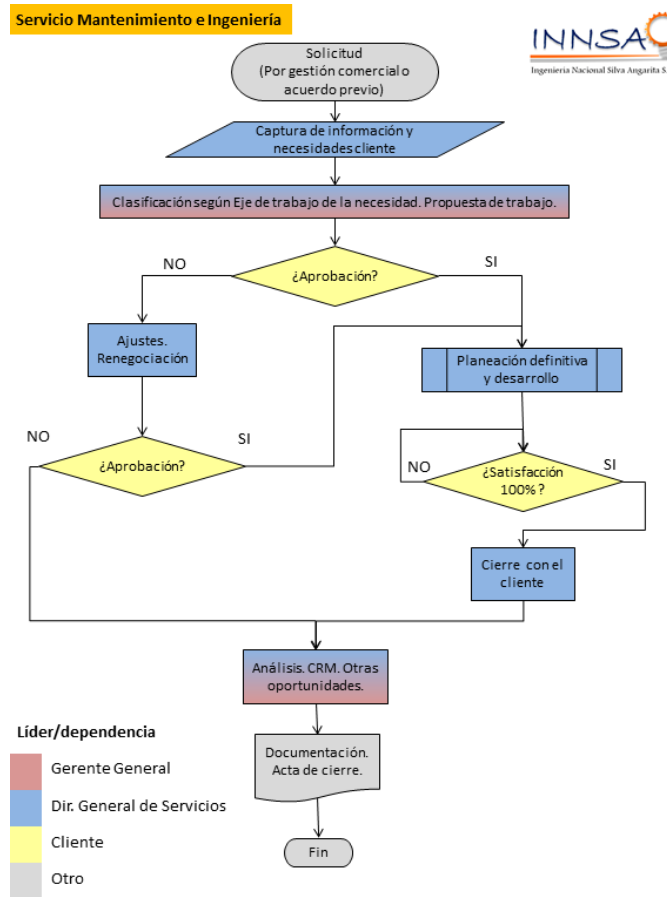 Servicio Mantenimiento e Ingeniería
INNSA
Ingenieria Nacional Silva Angarita S
Solicitud
(Por gestión comercial o
acuerdo previo)
Captura de información y
necesidades cliente
Clasificación según Eje de trabajo de la necesidad. Propuesta de trabajo.
NO
¿Aprobación?
SI
Ajustes.
Renegociación
Planeación definitiva
y desarrollo
NO
¿Aprobación?
SI
NO
¿Satisfacción
100%?
SI
Cierre con el
cliente
Análisis. CRM. Otras
oportunidades.
Documentación.
Acta de cierre.
Fin
Líder/dependencia
Gerente General
Dir. General de Servicios
Cliente
Otro